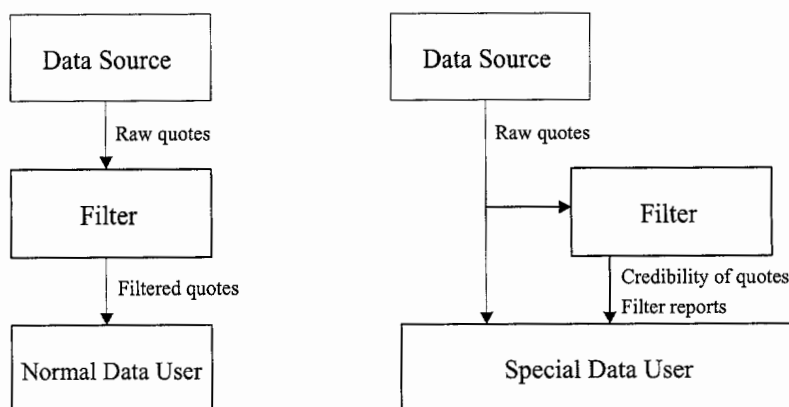 Data Source
Raw quotes
Filter
Filtered quotes
Normal Data User
Data Source
Raw quotes
Filter
Credibility of quotes
Filter reports
Special Data User